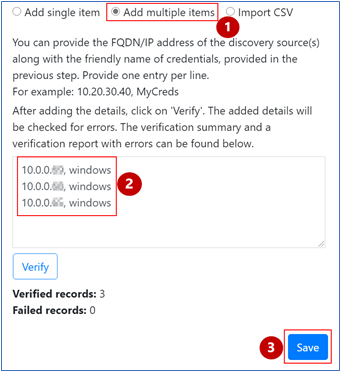 Add single item Add multiple items Import CSV
1
You can provide the FQDN/IP address of the discovery source(s)
along with the friendly name of credentials, provided in the
previous step. Provide one entry per line.
For example: 10.20.30.40, MyCreds
After adding the details, click on 'Verify'. The added details will
be checked for errors. The verification summary and a
verification report with errors can be found below.
10.0.0. , windows
10.0.0. , windows
10.0.0. , windows
2
Verify
Verified records: 3
Failed records: 0
3 Save